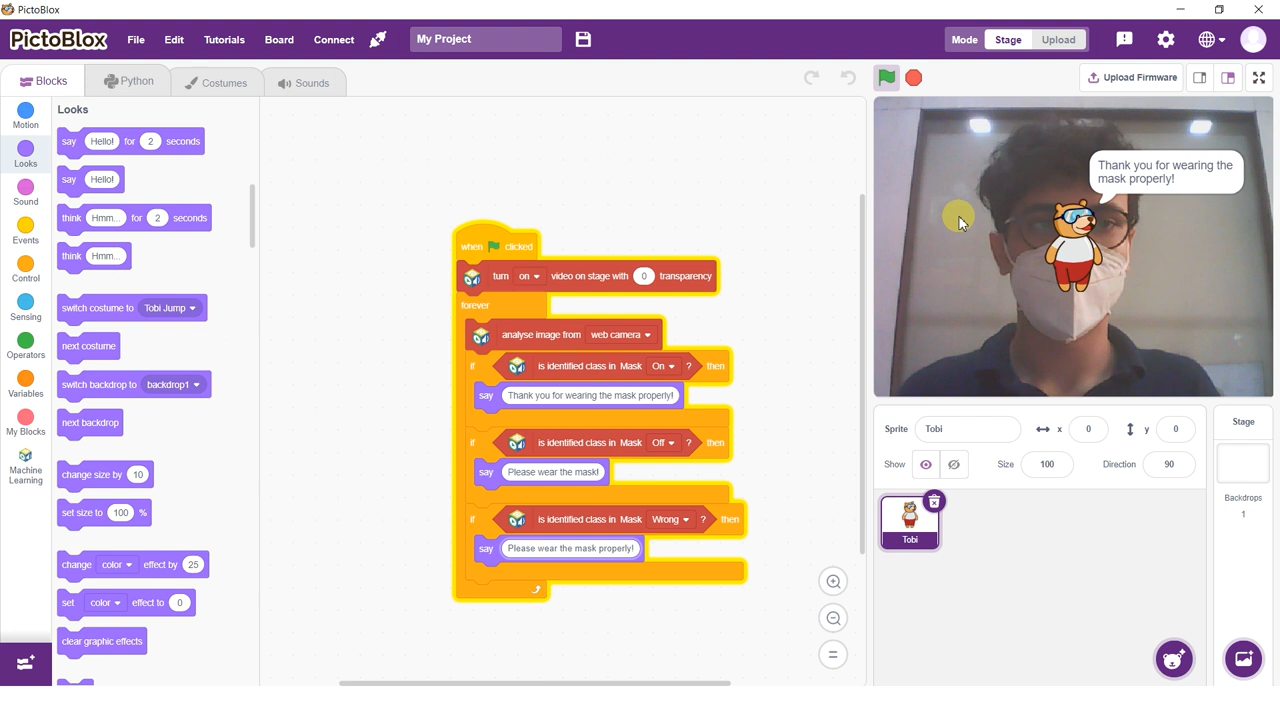 PictoBlox
PictoBlox File Edit Tutorials Board Connect My Project Mode Stage Upload
Blocks Python Costumes Sounds Upload Firmware
Motion
Looks
Sound
Events
Control
Sensing
Operators
Variables
My Blocks
Machine
Learning
Looks
say Hello! for 2 seconds
say Hello!
think Hmm... for 2 seconds
think Hmm...
switch costume to Tobi Jump
next costume
switch backdrop to backdrop1
next backdrop
change size by 10
set size to 100 %
change color effect by 25
set color effect to 0
clear graphic effects
when clicked
turn on video on stage with 0 transparency
forever
analyse image from web camera
if is identified class in Mask On ? then
say Thank you for wearing the mask properly!
if is identified class in Mask Off ? then
say Please wear the mask!
if is identified class in Mask Wrong ? then
say Please wear the mask properly!
Thank you for wearing the
mask properly!
Sprite Tobi x 0 y 0
Show Size 100 Direction 90
Tobi
Stage
Backdrops
1